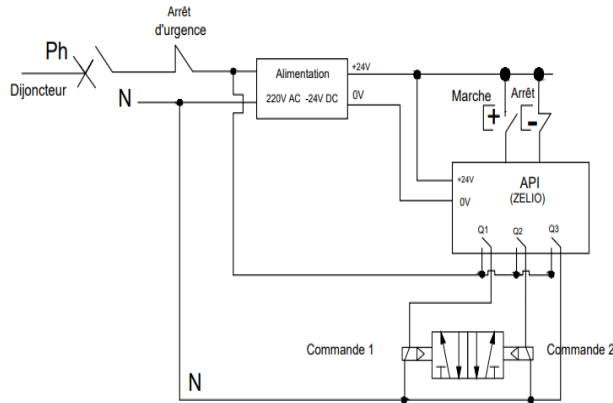 Arrêt
d'urgence
Ph
Dijoncteur
N
Alimentation
220V AC -24V DC
+24V
0V
Marche
Arrêt
+
-
+24V
0V
API
(ZELIO)
Q1
Q2
Q3
Commande 1
Commande 2
N